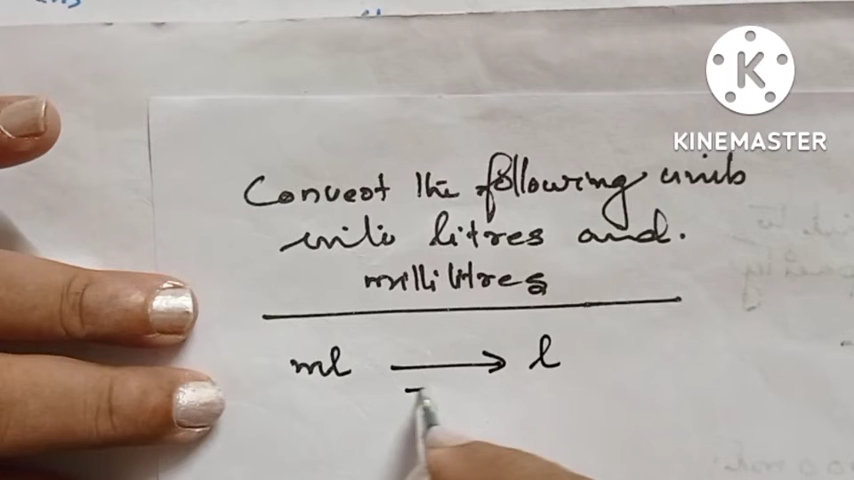 K
KINEMASTER
Convert the following units
into litres and.
millilitres
ml → l